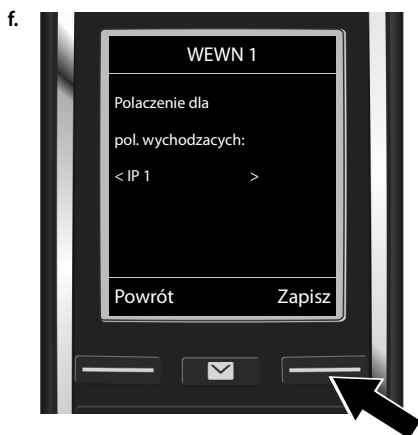 f.
WEWN 1
Polaczenie dla
pol. wychodzacych:
< IP 1 >
Powrót Zapisz